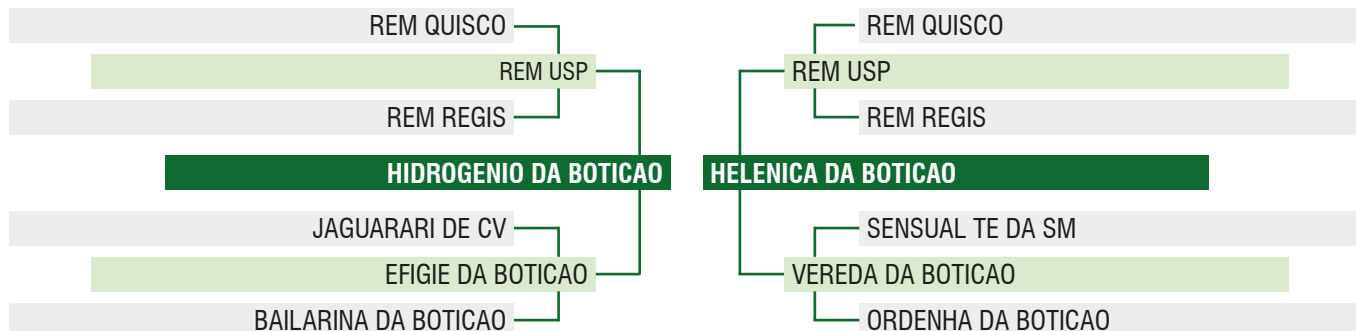 REM QUISCO
REM USP
REM REGIS
HIDROGENIO DA BOTICAO
JAGUARARI DE CV
EFIGIE DA BOTICAO
BAILARINA DA BOTICAO
REM QUISCO
REM USP
REM REGIS
HELENICA DA BOTICAO
SENSUAL TE DA SM
VEREDA DA BOTICAO
ORDENHA DA BOTICAO